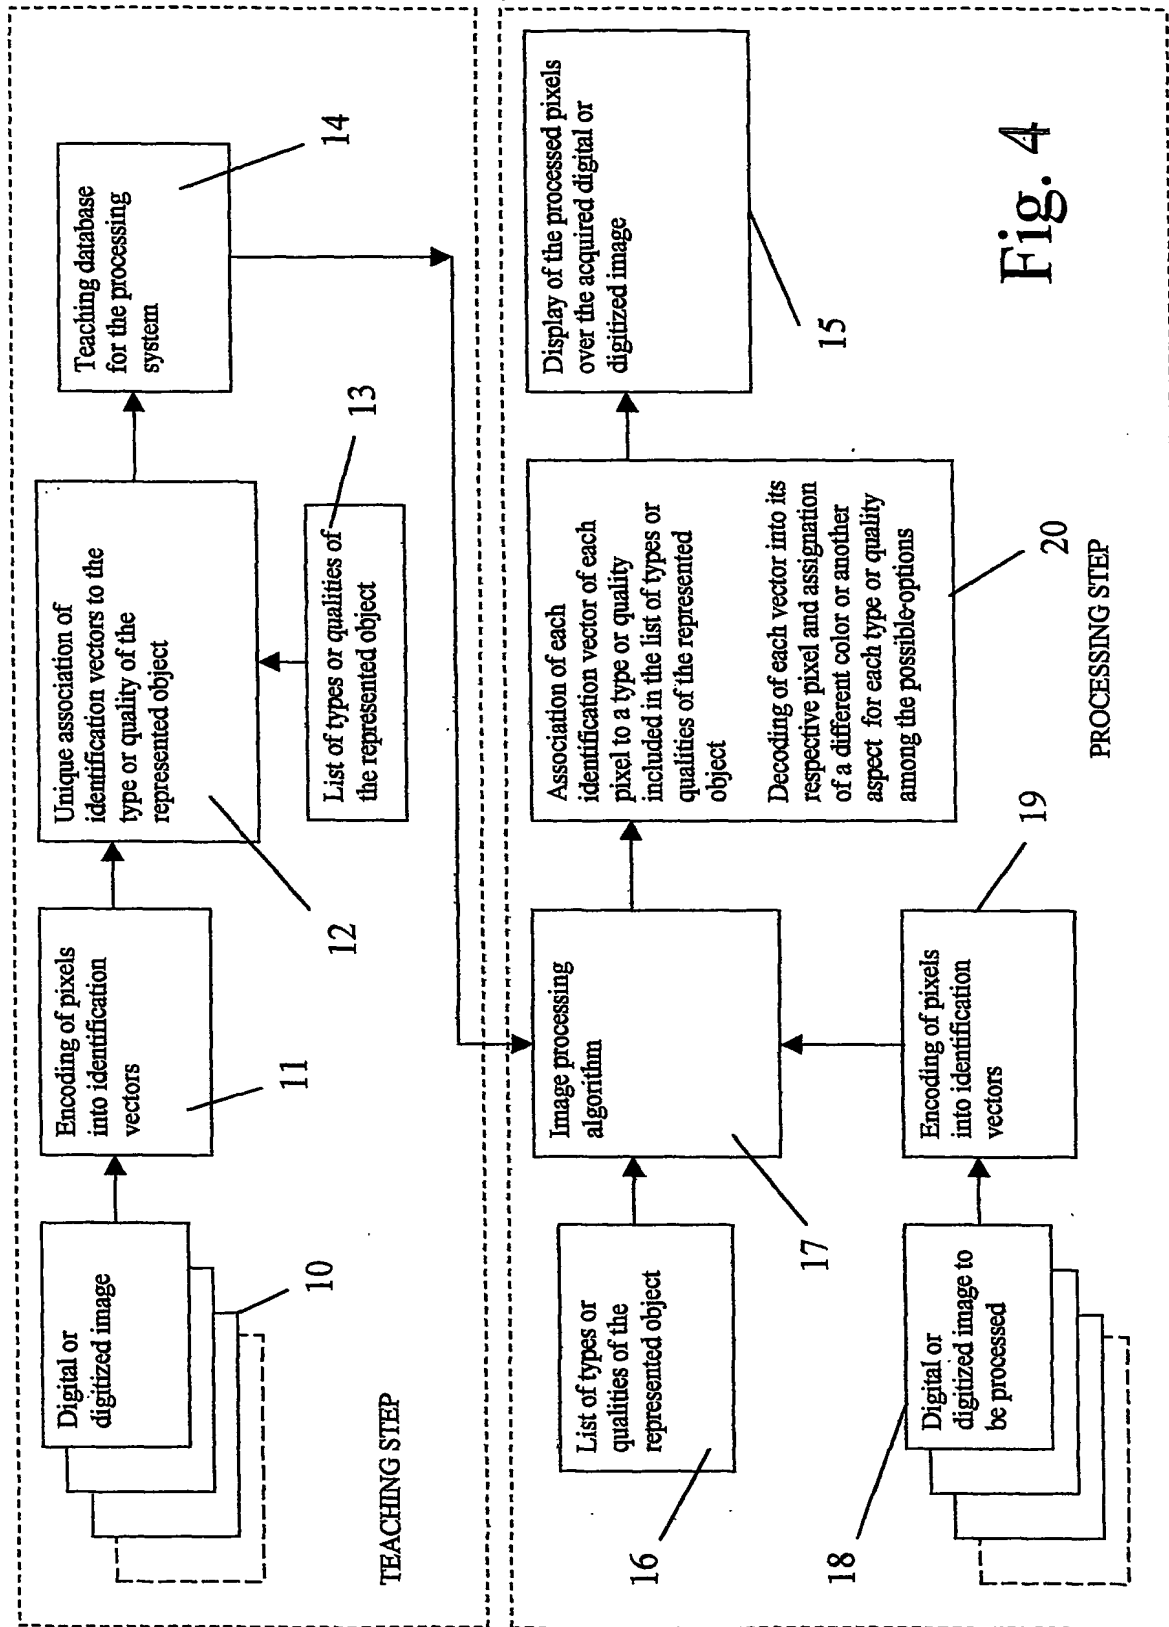 Digital or
digitized image
10
Encoding of pixels
into identification
vectors
11
Unique association of
identification vectors to the
type or quality of the
represented object
12
List of types or qualities of
the represented object
13
Teaching database
for the processing
system
14
TEACHING STEP
List of types or
qualities of the
represented object
16
Image processing
algorithm
17
Digital or
digitized image to
be processed
18
Encoding of pixels
into identification
vectors
19
Association of each
identification vector of each
pixel to a type or quality
included in the list of types or
qualities of the represented
object
Decoding of each vector into its
respective pixel and assignation
of a different color or another
aspect for each type or quality
among the possible-options
20
Display of the processed pixels
over the acquired digital or
digitized image
15
PROCESSING STEP
Fig. 4